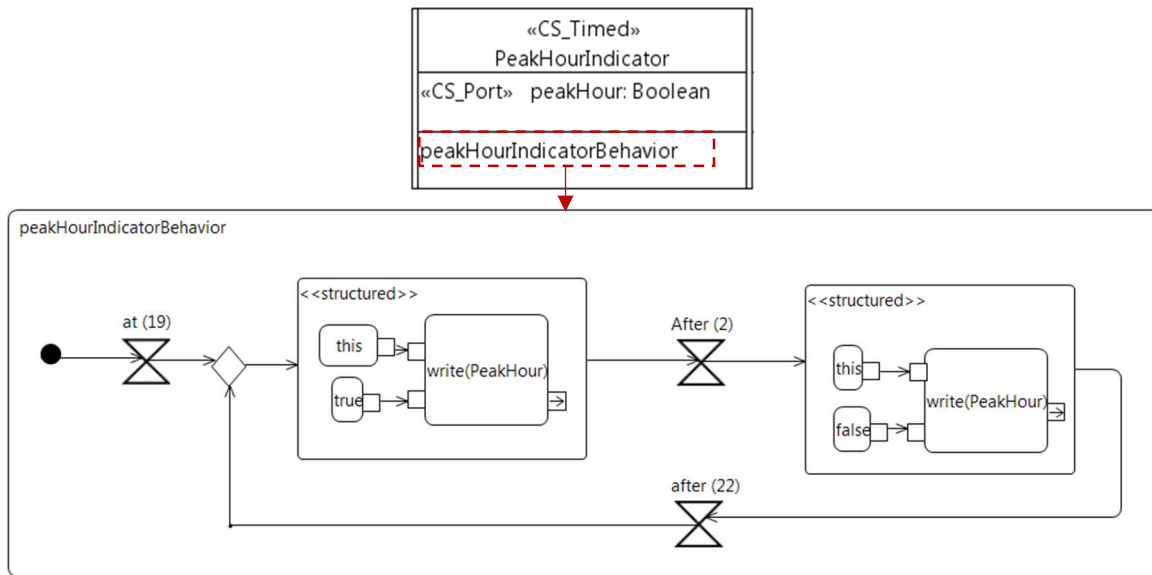 «CS_Timed»
PeakHourIndicator
«CS_Port» peakHour: Boolean
peakHourIndicatorBehavior
peakHourIndicatorBehavior
at (19)
<<structured>>
this
true
write(PeakHour)
After (2)
<<structured>>
this
false
write(PeakHour)
after (22)